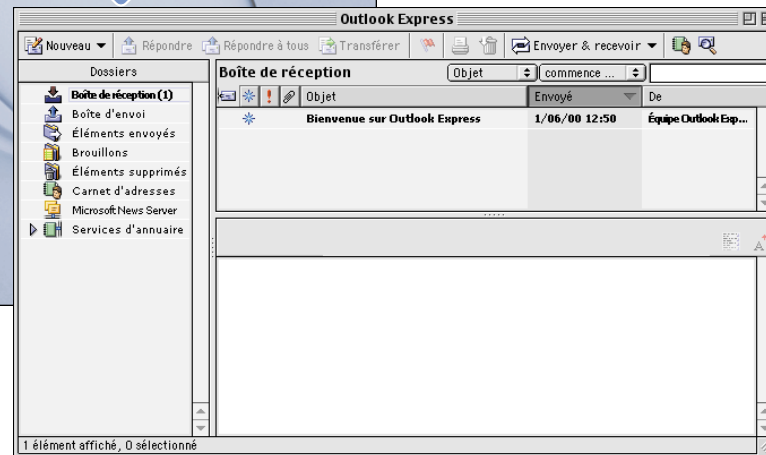 Outlook Express
Nouveau Répondre Répondre à tous Transférer Envoyer & recevoir
Dossiers
Boîte de réception (1)
Boîte d'envoi
Éléments envoyés
Brouillons
Éléments supprimés
Carnet d'adresses
Microsoft News Server
Services d'annuaire
Boîte de réception Objet commence ...
Objet Envoyé De
Bienvenue sur Outlook Express 1/06/00 12:50 Équipe Outlook Exp...
1 élément affiché, 0 sélectionné